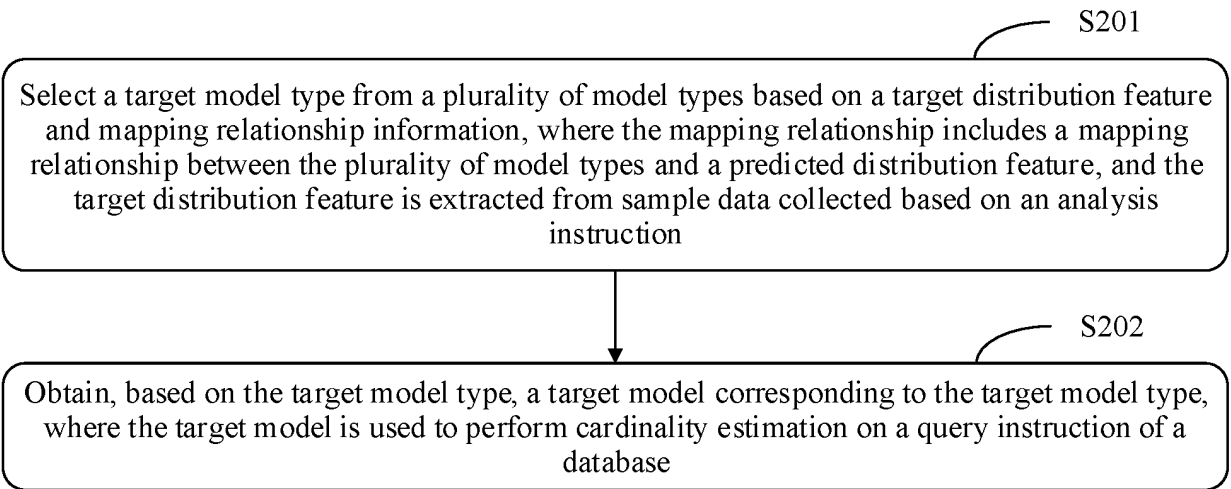 S201
Select a target model type from a plurality of model types based on a target distribution feature
and mapping relationship information, where the mapping relationship includes a mapping
relationship between the plurality of model types and a predicted distribution feature, and the
target distribution feature is extracted from sample data collected based on an analysis
instruction
S202
Obtain, based on the target model type, a target model corresponding to the target model type,
where the target model is used to perform cardinality estimation on a query instruction of a
database